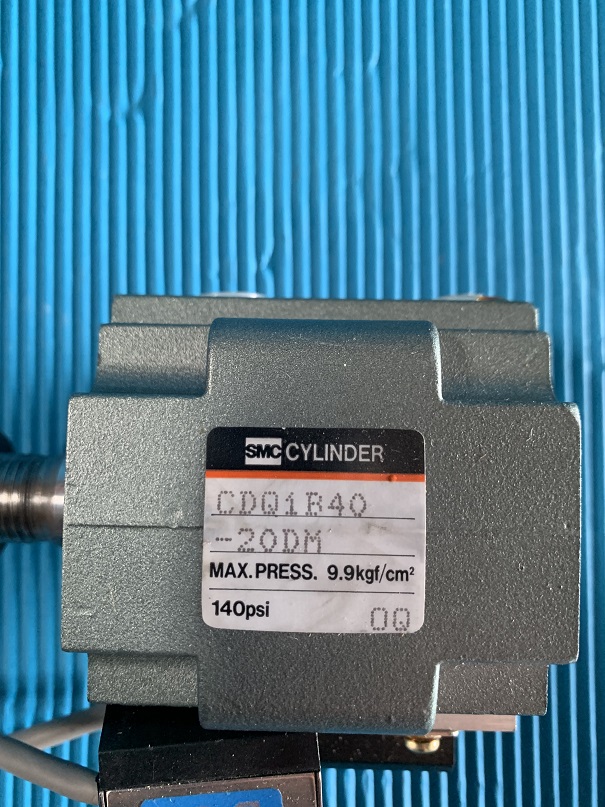 SMC CYLINDER
CDQ1B40
-20DM
MAX.PRESS. 9.9kgf/cm²
140psi
OQ